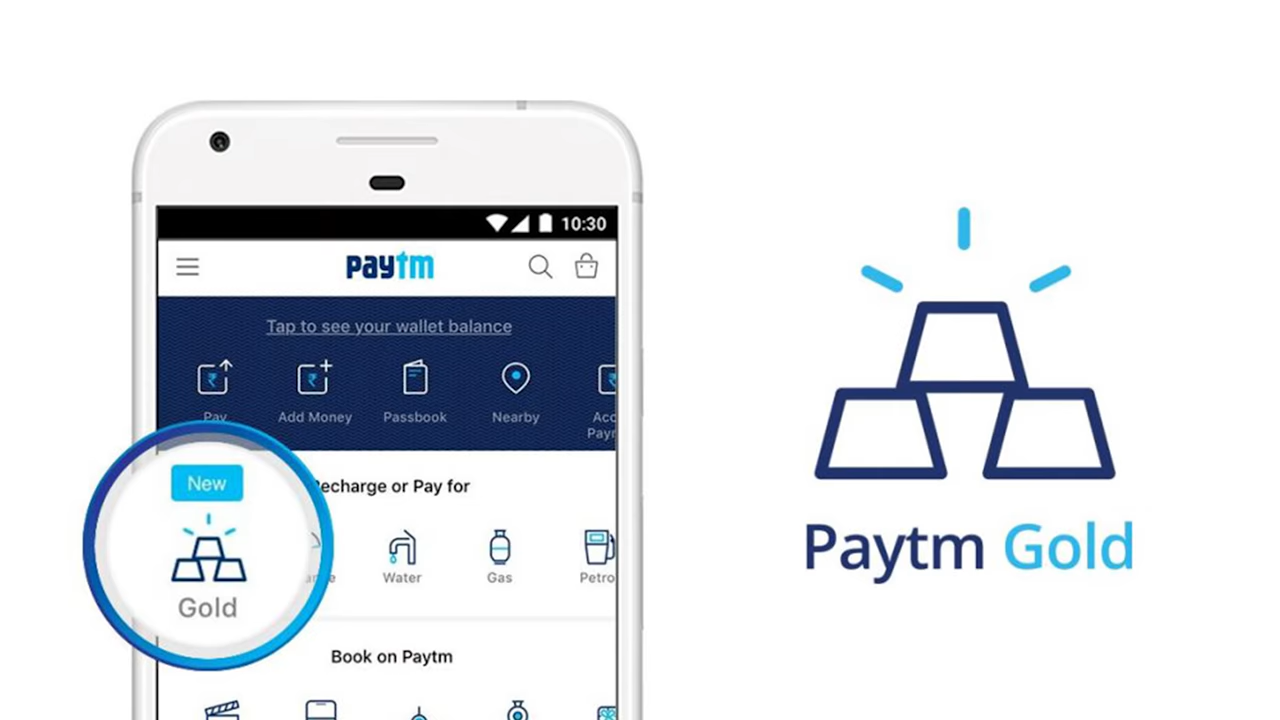 10:30
paytm
Tap to see your wallet balance
Pay
Add Money
Passbook
Nearby
New
Recharge or Pay for
Water
Gas
Gold
Book on Paytm
Paytm Gold